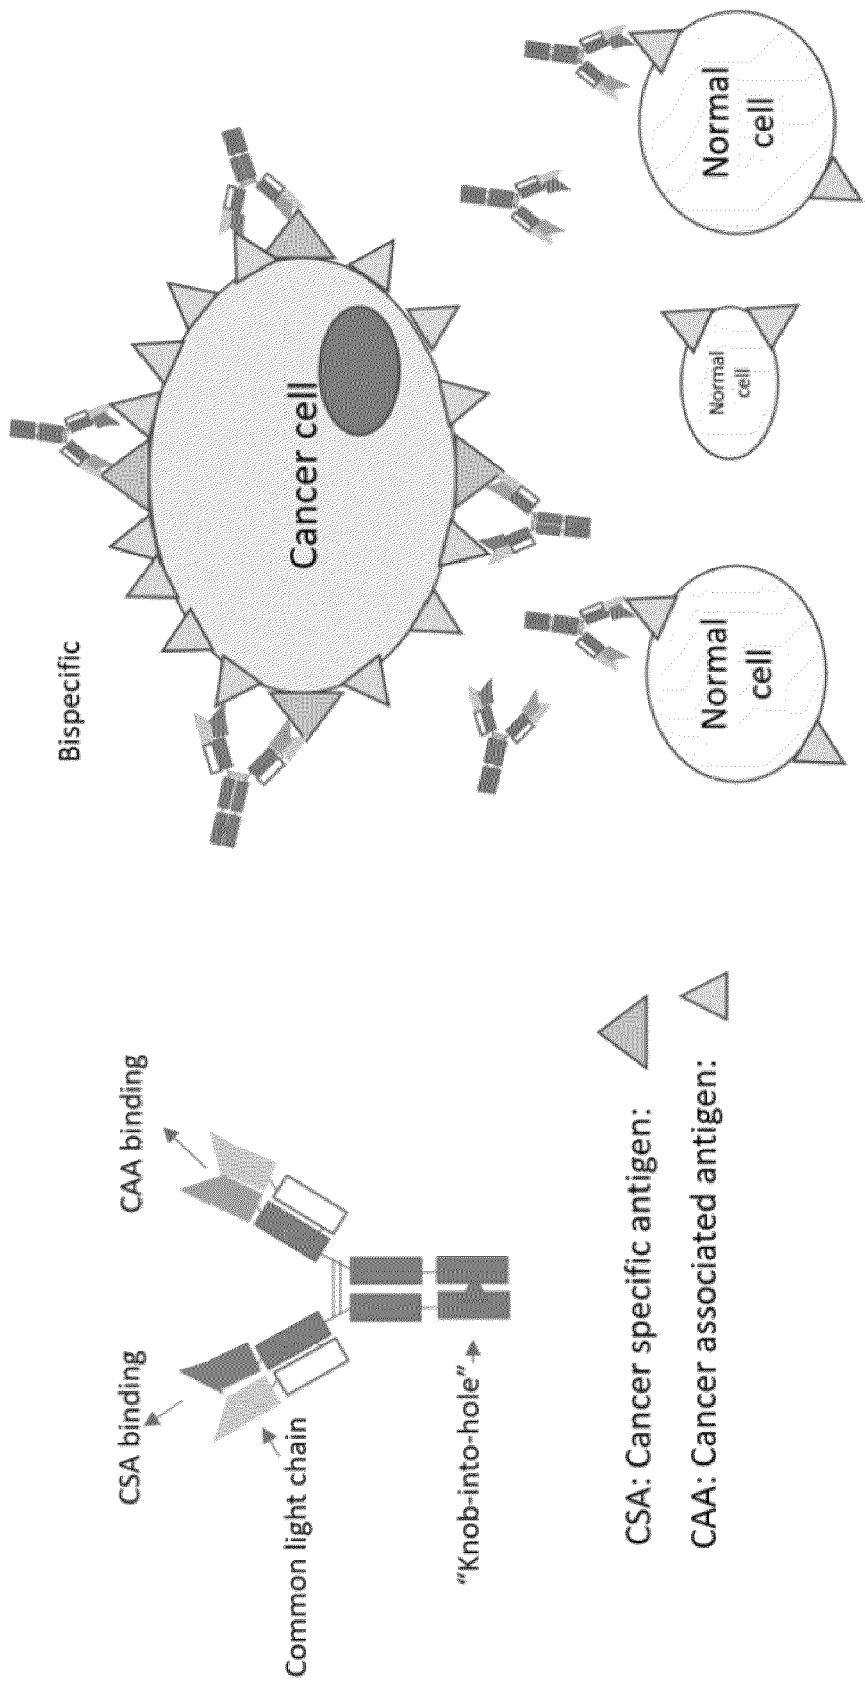 Bispecific
Cancer cell
Normal
cell
Normal
cell
Normal
cell
CSA binding
CAA binding
Common light chain
“Knob-into-hole”
CSA: Cancer specific antigen:
CAA: Cancer associated antigen: